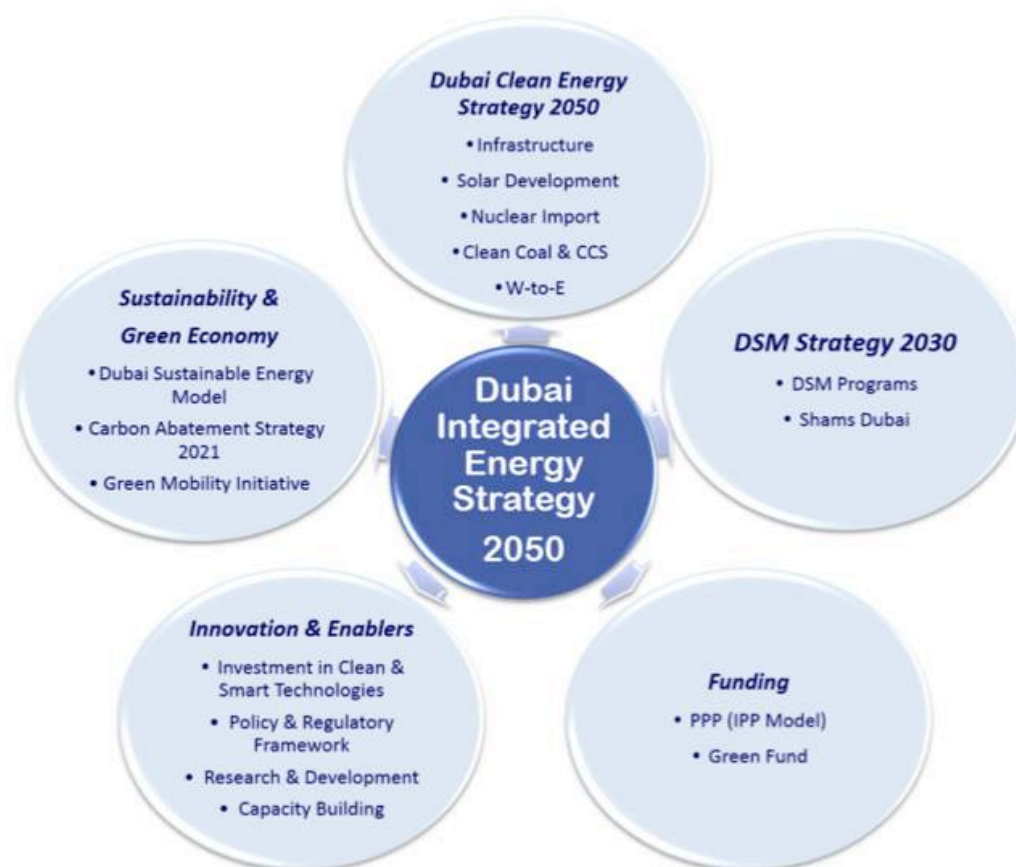 Dubai Clean Energy
Strategy 2050
• Infrastructure
• Solar Development
• Nuclear Import
• Clean Coal & CCS
• W-to-E
Sustainability &
Green Economy
• Dubai Sustainable Energy
Model
• Carbon Abatement Strategy
2021
• Green Mobility Initiative
DSM Strategy 2030
• DSM Programs
• Shams Dubai
Dubai
Integrated
Energy
Strategy
2050
Innovation & Enablers
• Investment in Clean &
Smart Technologies
• Policy & Regulatory
Framework
• Research & Development
• Capacity Building
Funding
• PPP (IPP Model)
• Green Fund